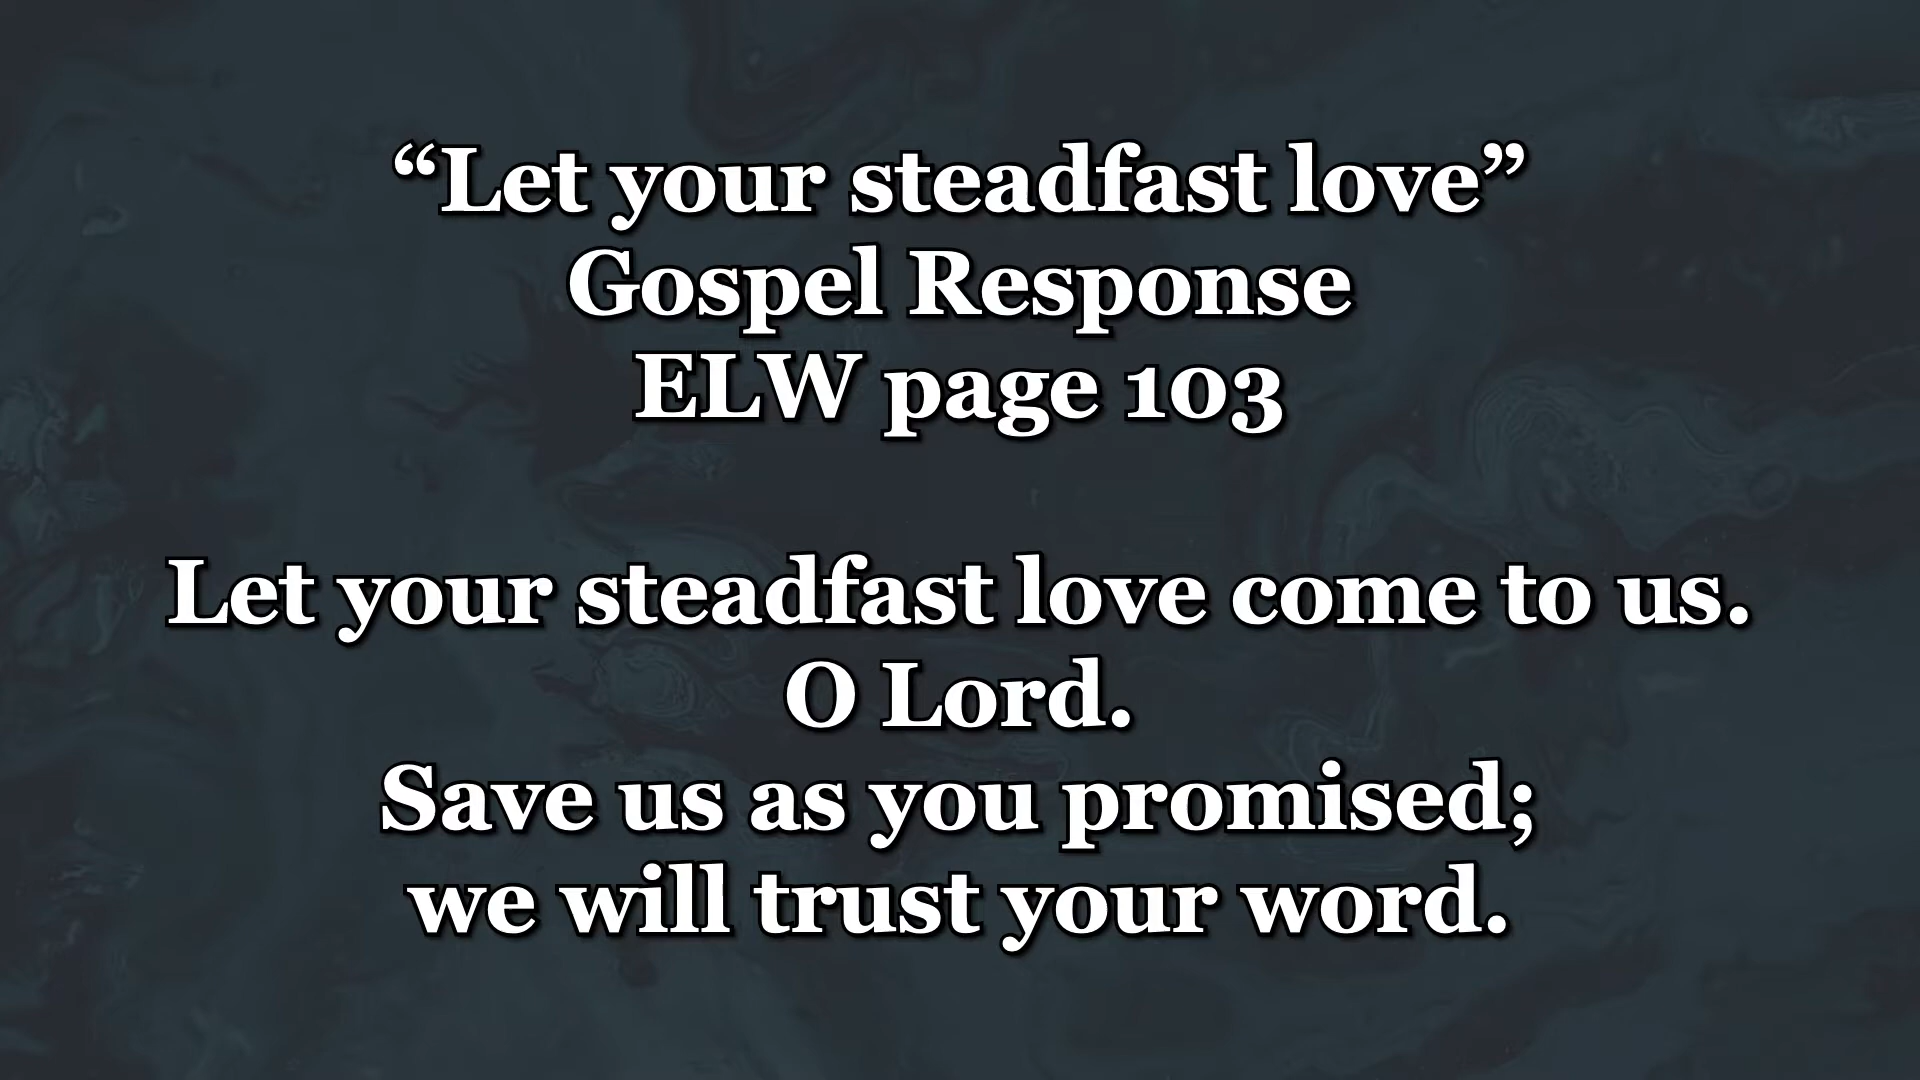 “Let your steadfast love”
Gospel Response
ELW page 103
Let your steadfast love come to us.
O Lord.
Save us as you promised;
we will trust your word.